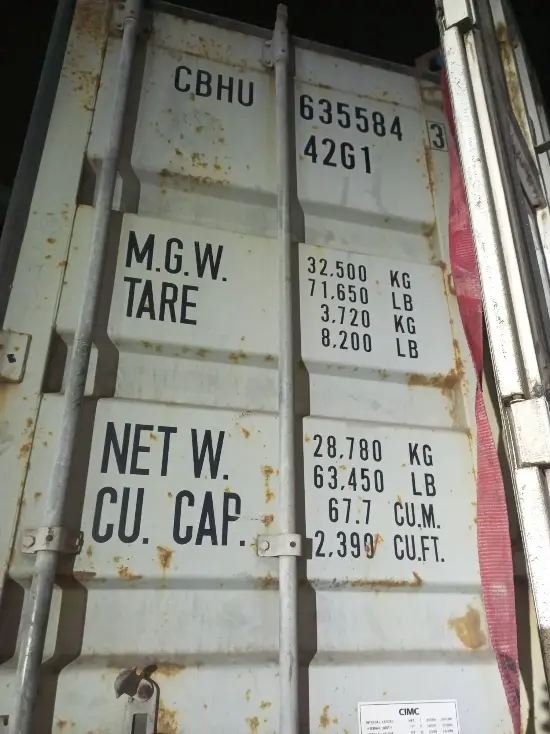 CBHU 635584 3
42G1
M.G.W. 32,500 KG
71,650 LB
TARE 3,720 KG
8,200 LB
NET W. 28,780 KG
63,450 LB
CU. CAP. 67.7 CU.M.
2,390 CU.FT.
CIMC